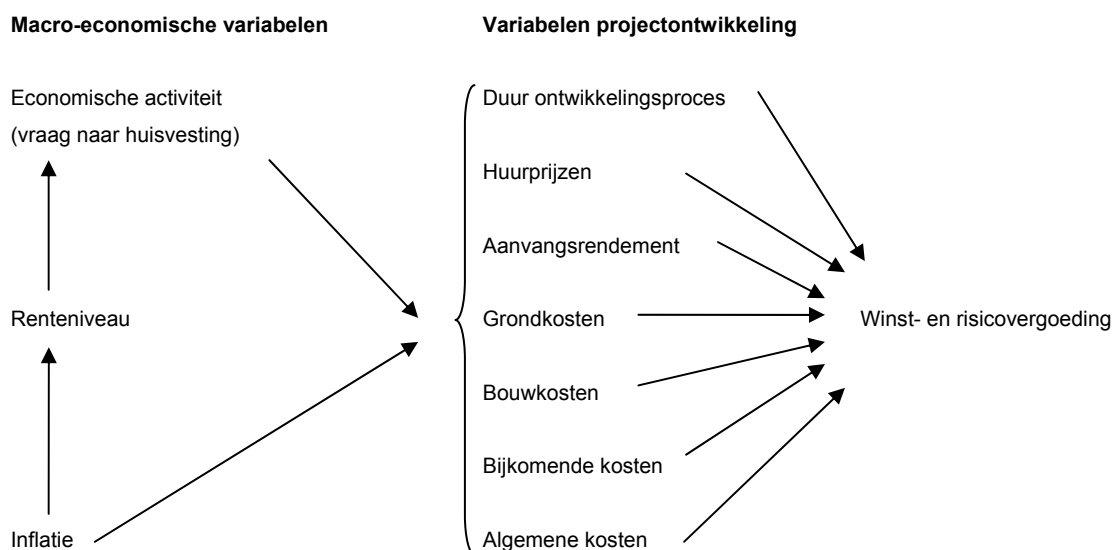 Macro-economische variabelen
Variabelen projectontwikkeling
Economische activiteit
(vraag naar huisvesting)
Renteniveau
Inflatie
Duur ontwikkelingsproces
Huurprijzen
Aanvangsrendement
Grondkosten
Bouwkosten
Bijkomende kosten
Algemene kosten
Winst- en risicovergoeding